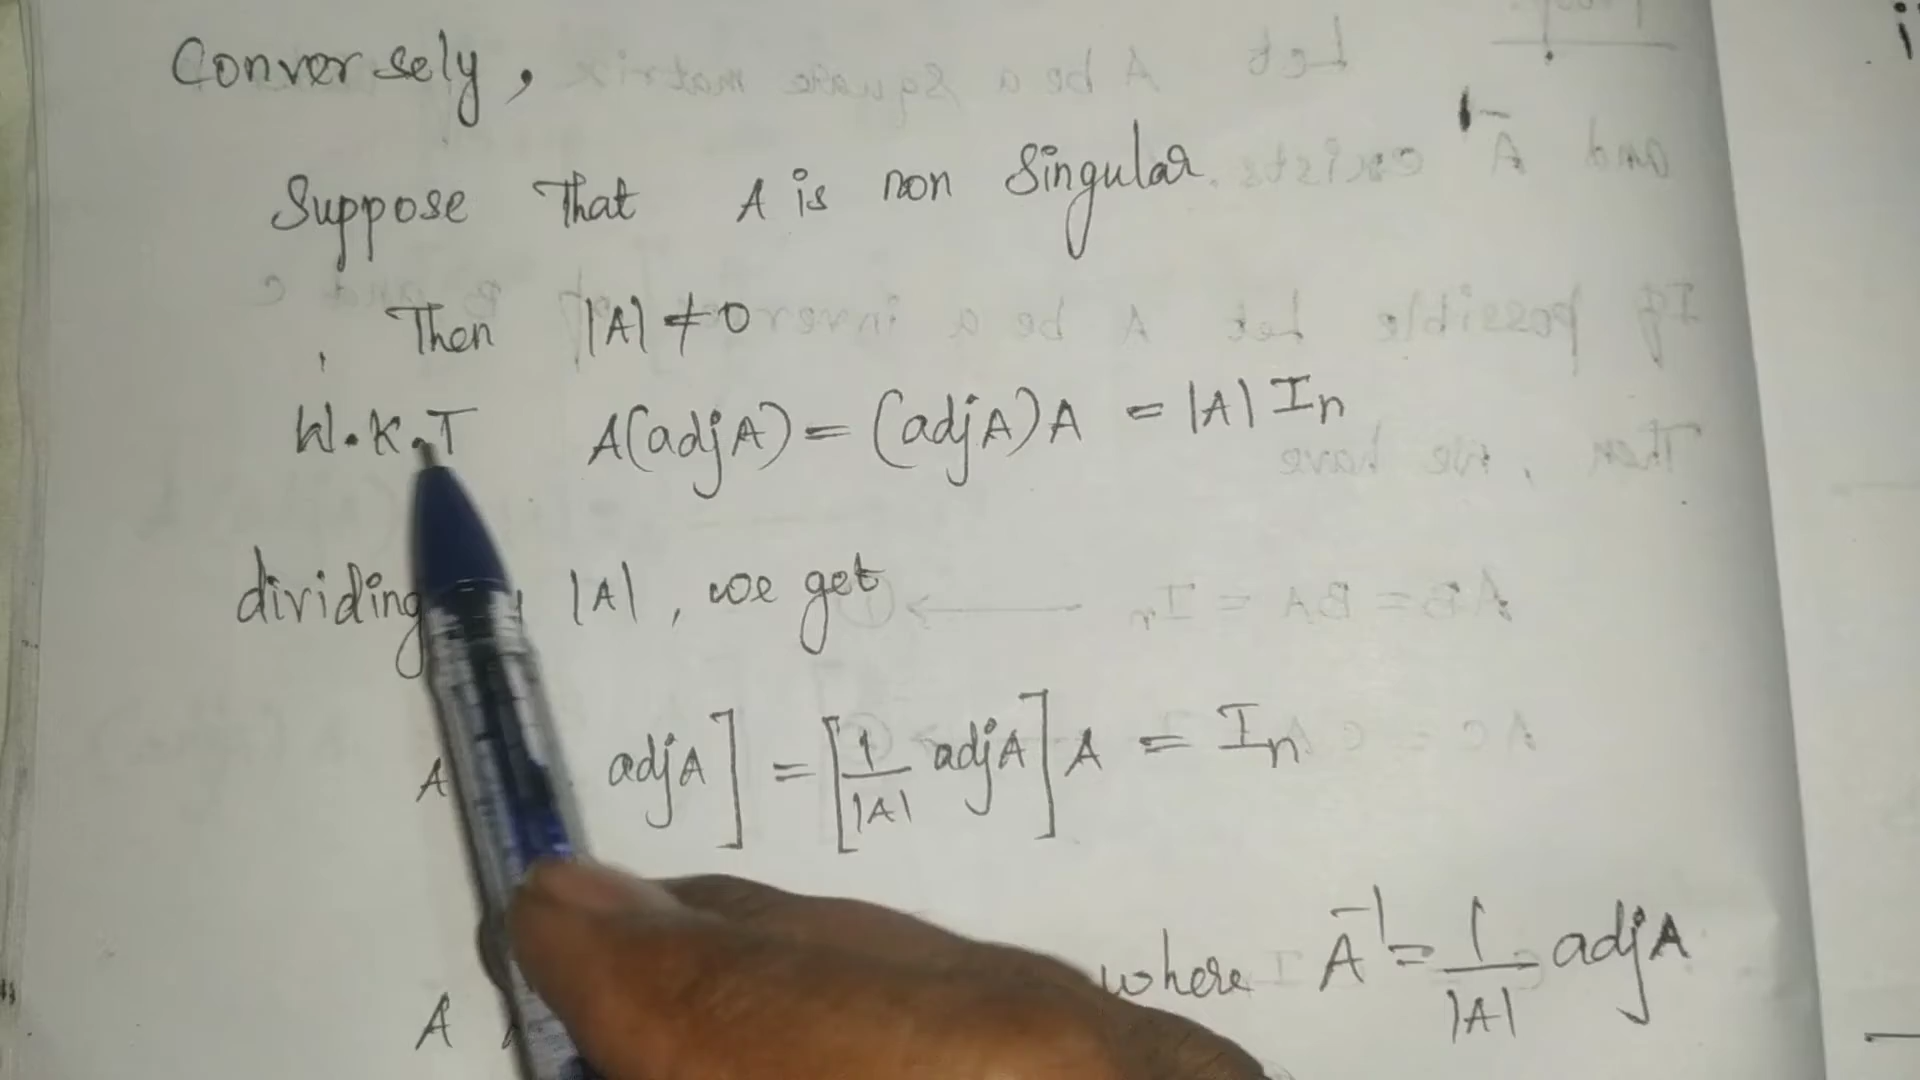 Conversely,
Suppose that A is non Singular
Then |A| ≠ 0
W.K.T A(adjA) = (adjA)A = |A| In
dividing |A|, we get
A adjA] = [1/|A| adjA] A = In
A where A⁻¹ = 1/|A| adjA